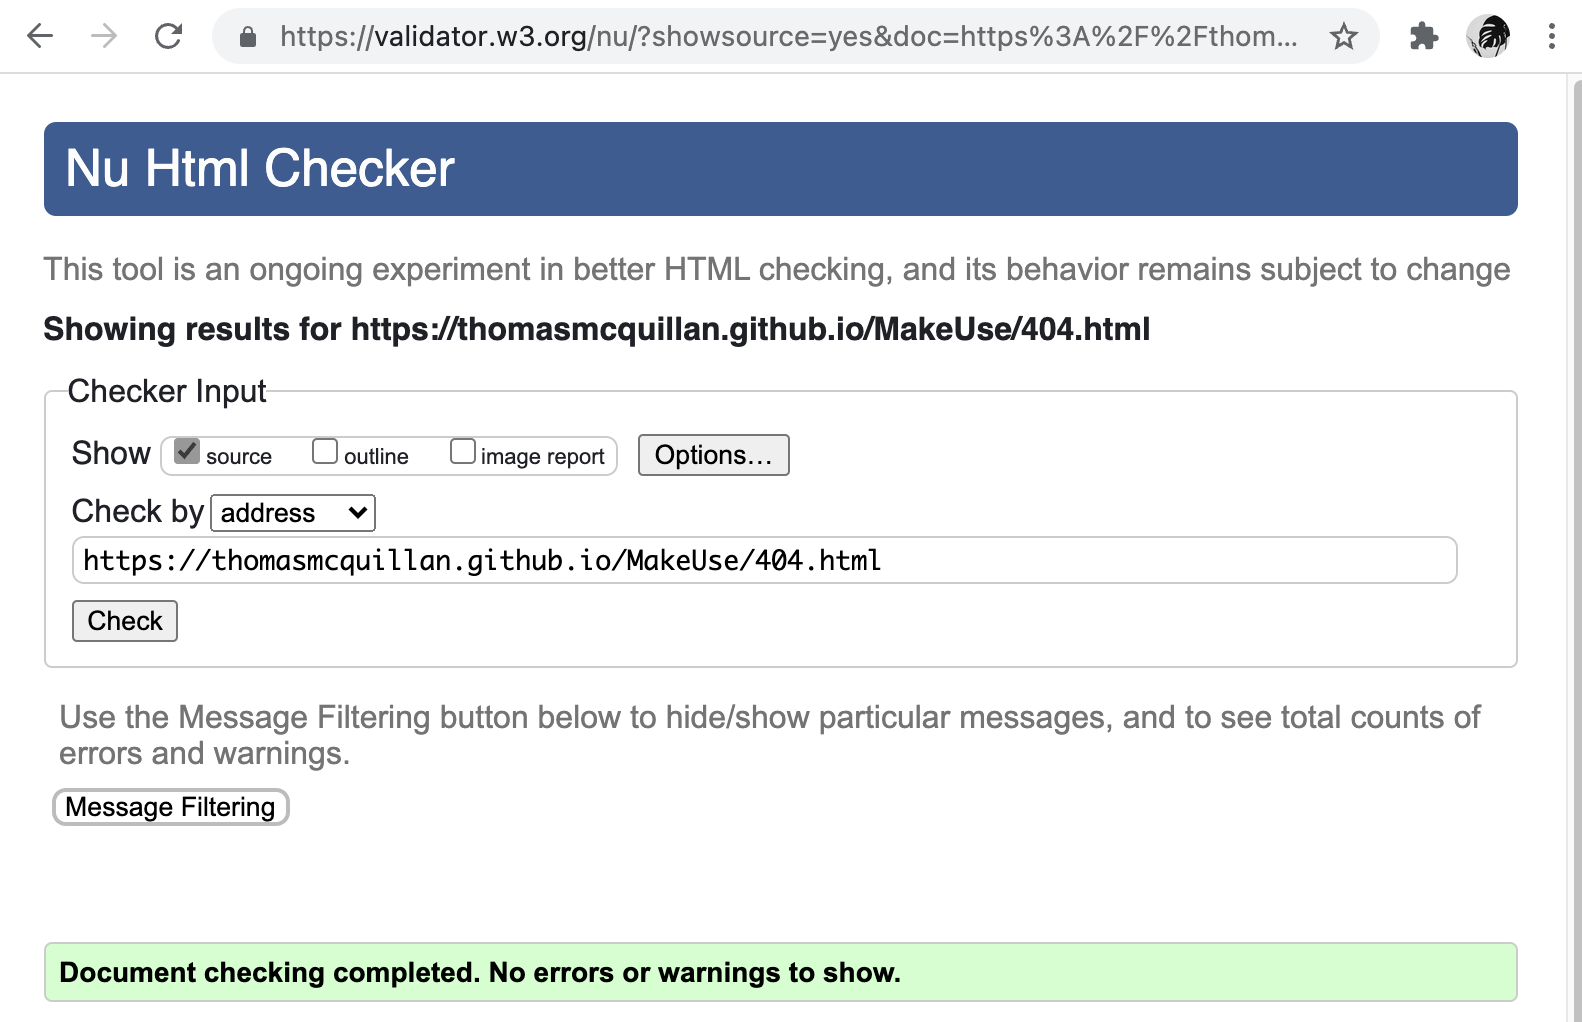 https://validator.w3.org/nu/?showsource=yes&doc=https%3A%2F%2Fthom...
Nu Html Checker
This tool is an ongoing experiment in better HTML checking, and its behavior remains subject to change
Showing results for https://thomasmcquillan.github.io/MakeUse/404.html
Checker Input
Show source outline image report Options...
Check by address
https://thomasmcquillan.github.io/MakeUse/404.html
Check
Use the Message Filtering button below to hide/show particular messages, and to see total counts of
errors and warnings.
Message Filtering
Document checking completed. No errors or warnings to show.